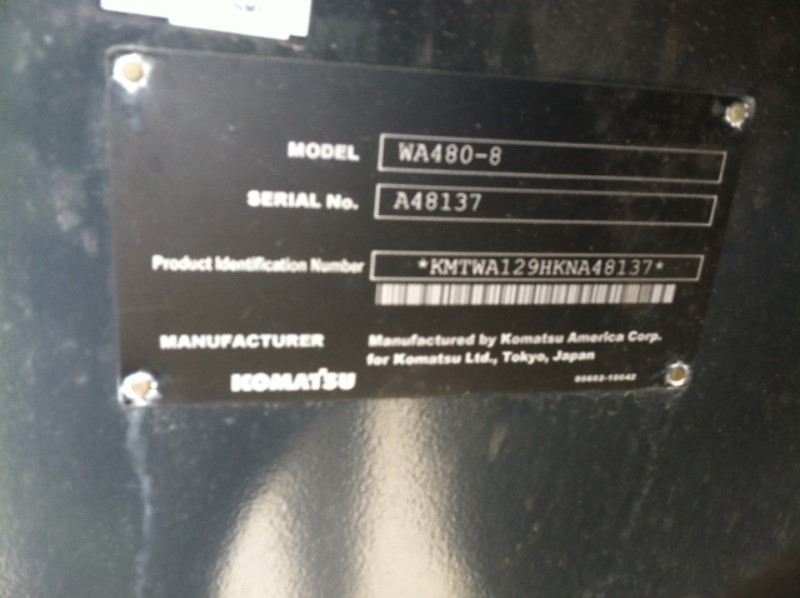 MODEL WA480-8
SERIAL No. A48137
Product Identification Number *KMTWA129HKNA48137*
MANUFACTURER Manufactured by Komatsu America Corp.
for Komatsu Ltd., Tokyo, Japan
KOMATSU